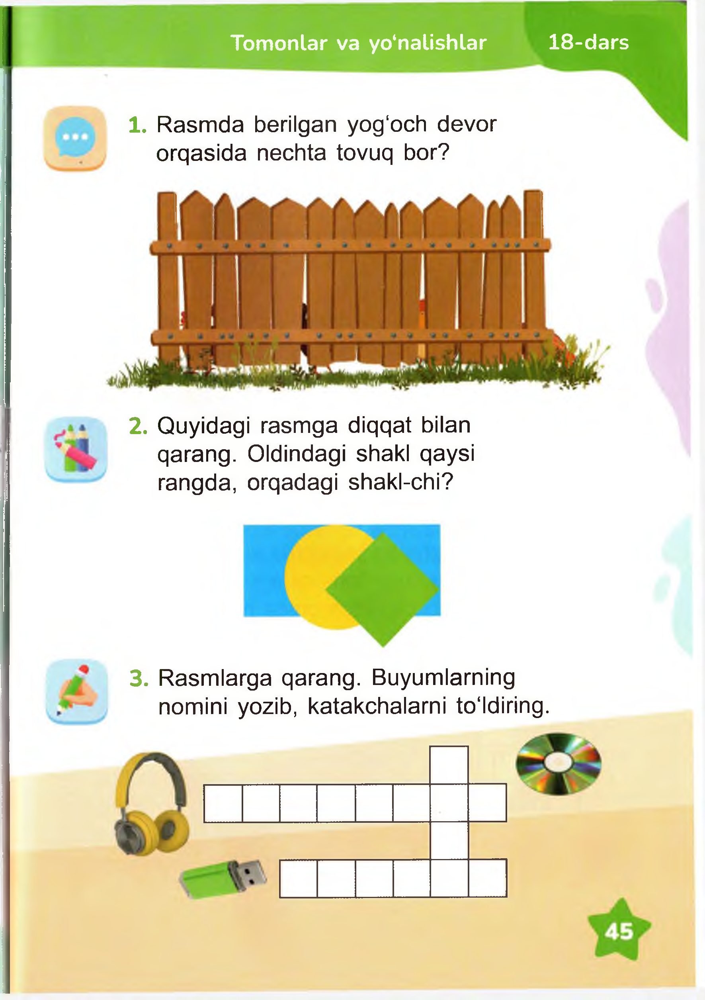 Tomonlar va yo‘nalishlar 18-dars
1. Rasmda berilgan yog‘och devor
orqasida nechta tovuq bor?
2. Quyidagi rasmga diqqat bilan
qarang. Oldindagi shakl qaysi
rangda, orqadagi shakl-chi?
3. Rasmlarga qarang. Buyumlarning
nomini yozib, katakchalarni to‘ldiring.
45